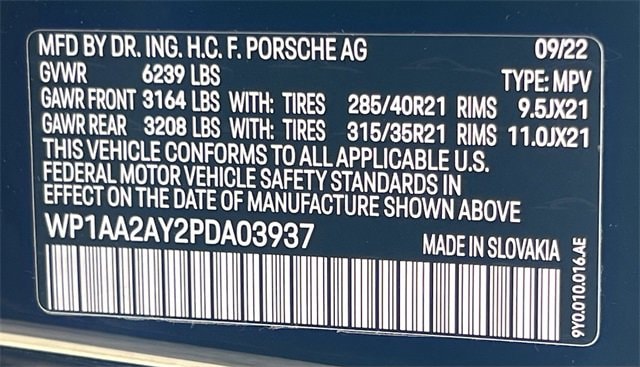 MFD BY DR. ING. H.C. F. PORSCHE AG 09/22
GVWR 6239 LBS TYPE: MPV
GAWR FRONT 3164 LBS WITH: TIRES 285/40R21 RIMS 9.5JX21
GAWR REAR 3208 LBS WITH: TIRES 315/35R21 RIMS 11.0JX21
THIS VEHICLE CONFORMS TO ALL APPLICABLE U.S.
FEDERAL MOTOR VEHICLE SAFETY STANDARDS IN
EFFECT ON THE DATE OF MANUFACTURE SHOWN ABOVE
WP1AA2AY2PDA03937 MADE IN SLOVAKIA
9Y0.010.016.AE